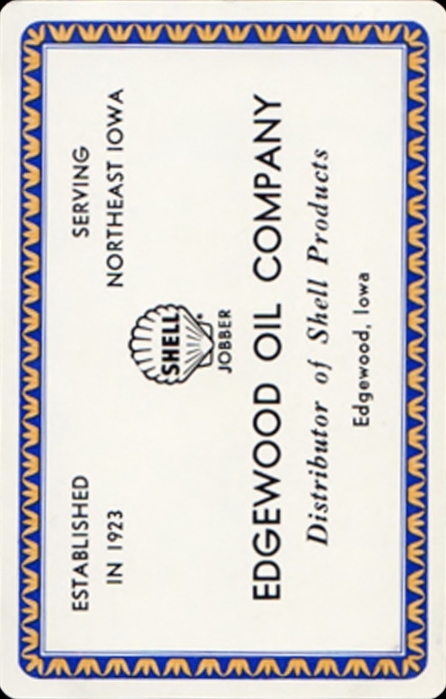 ESTABLISHED
IN 1923
SERVING
NORTHEAST IOWA
SHELL
JOBBER
EDGEWOOD OIL COMPANY
Distributor of Shell Products
Edgewood, Iowa